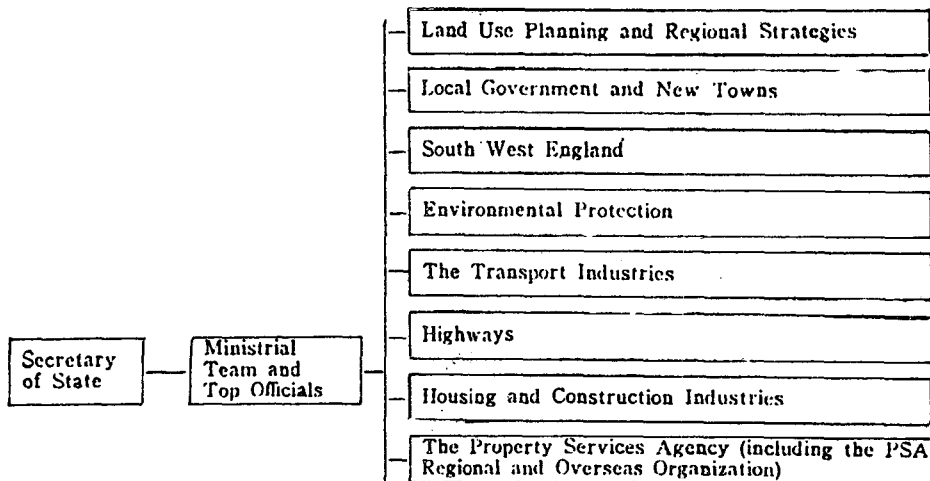 Land Use Planning and Regional Strategies
Local Government and New Towns
South West England
Environmental Protection
The Transport Industries
Highways
Secretary
of State
Ministrial
Team and
Top Officials
Housing and Construction Industries
The Property Services Agency (including the PSA
Regional and Overseas Organization)